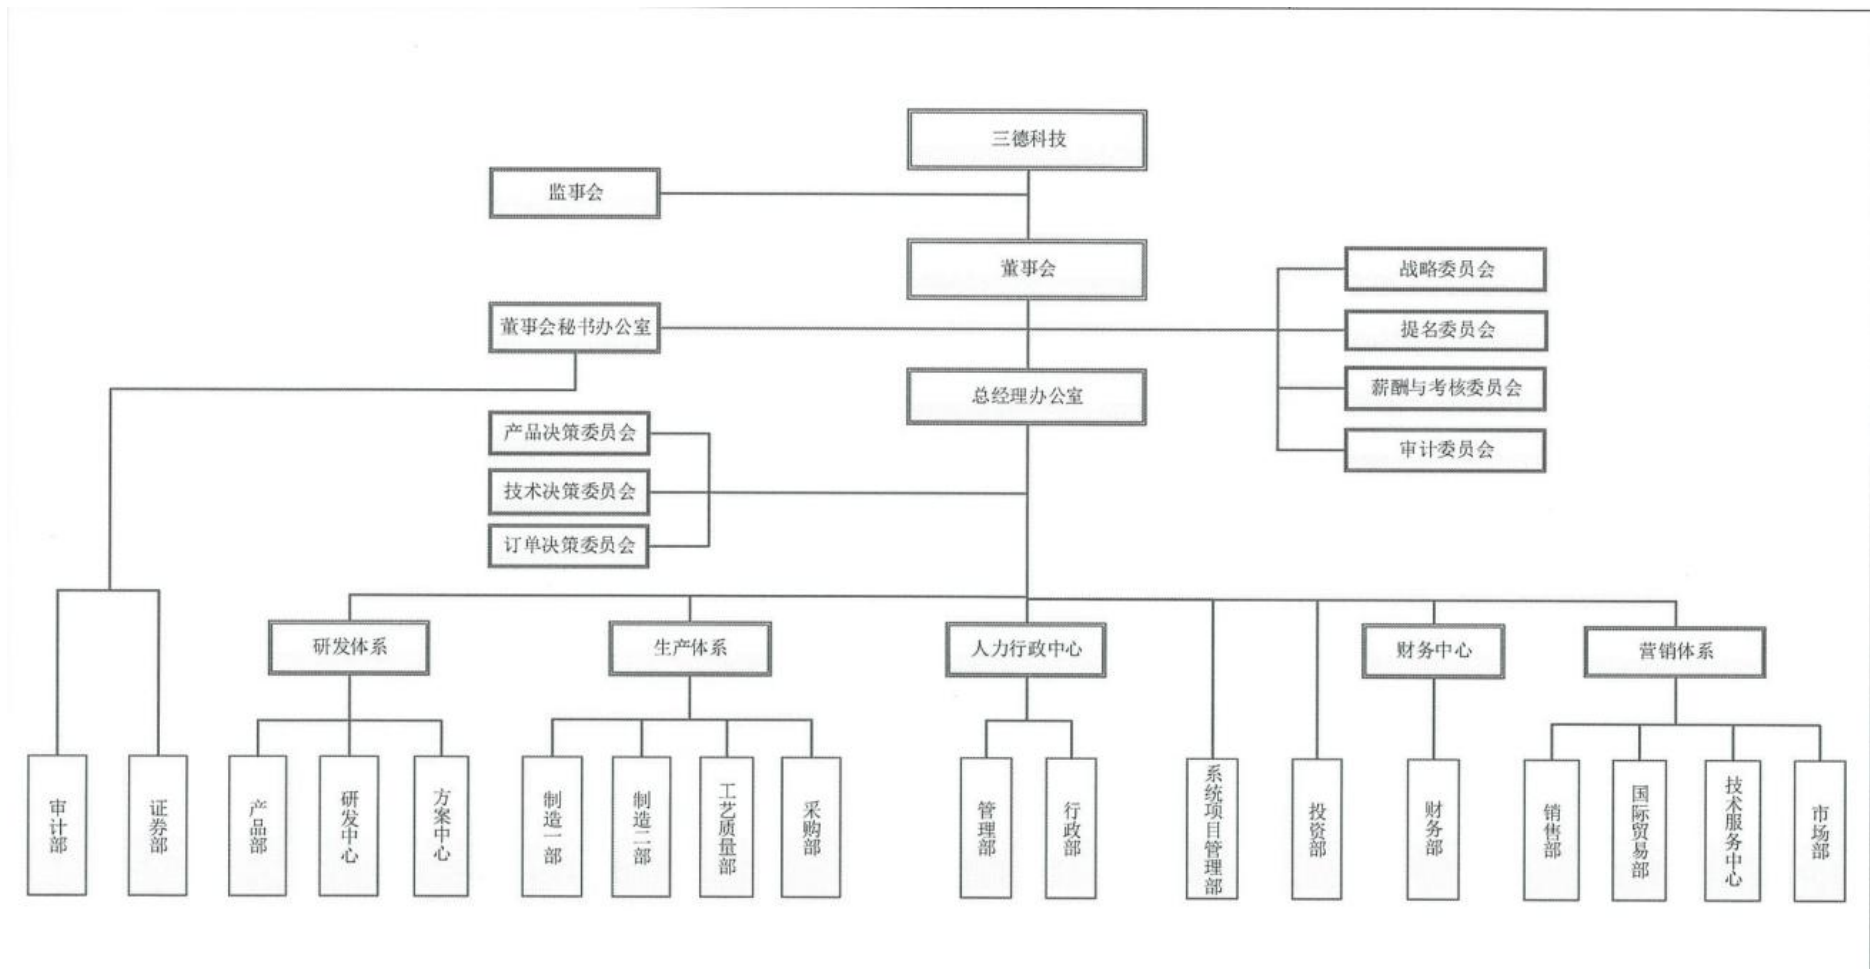 三德科技
监事会
董事会
战略委员会
董事会秘书办公室
提名委员会
总经理办公室
薪酬与考核委员会
产品决策委员会
审计委员会
技术决策委员会
订单决策委员会
研发体系
生产体系
人力行政中心
财务中心
营销体系
审计部
证券部
产品部
研发中心
方案中心
制造一部
制造二部
工艺质量部
采购部
管理部
行政部
系统项目管理部
投资部
财务部
销售部
国际贸易部
技术服务中心
市场部